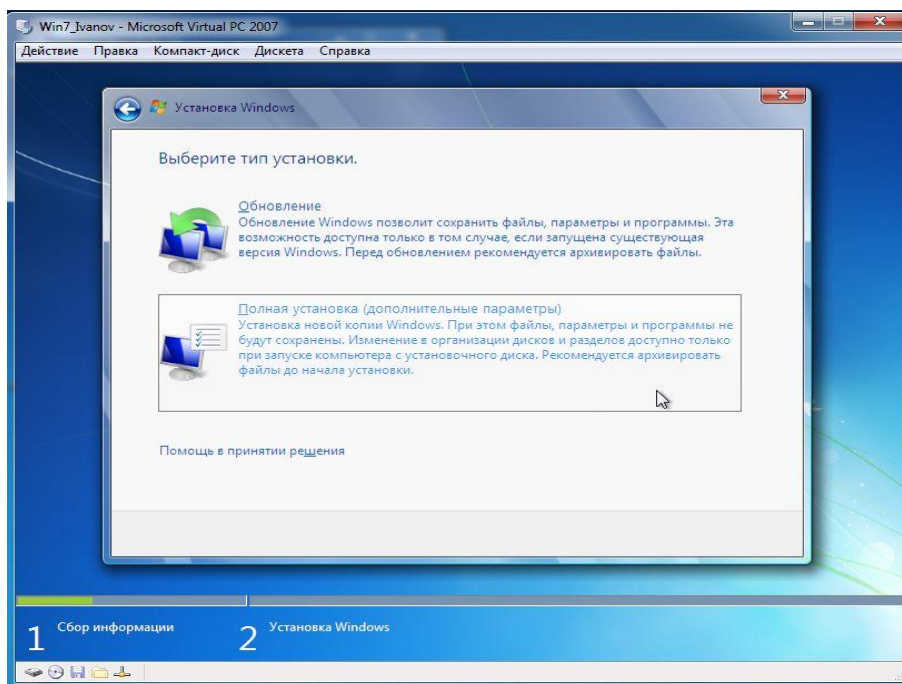 Win7_Ivanov - Microsoft Virtual PC 2007
Действие Правка Компакт-диск Дискета Справка
Установка Windows
Выберите тип установки.
Обновление
Обновление Windows позволит сохранить файлы, параметры и программы. Эта
возможность доступна только в том случае, если запущена существующая
версия Windows. Перед обновлением рекомендуется архивировать файлы.
Полная установка (дополнительные параметры)
Установка новой копии Windows. При этом файлы, параметры и программы не
будут сохранены. Изменение в организации дисков и разделов доступно только
при запуске компьютера с установочного диска. Рекомендуется архивировать
файлы до начала установки.
Помощь в принятии решения
1 Сбор информации 2 Установка Windows